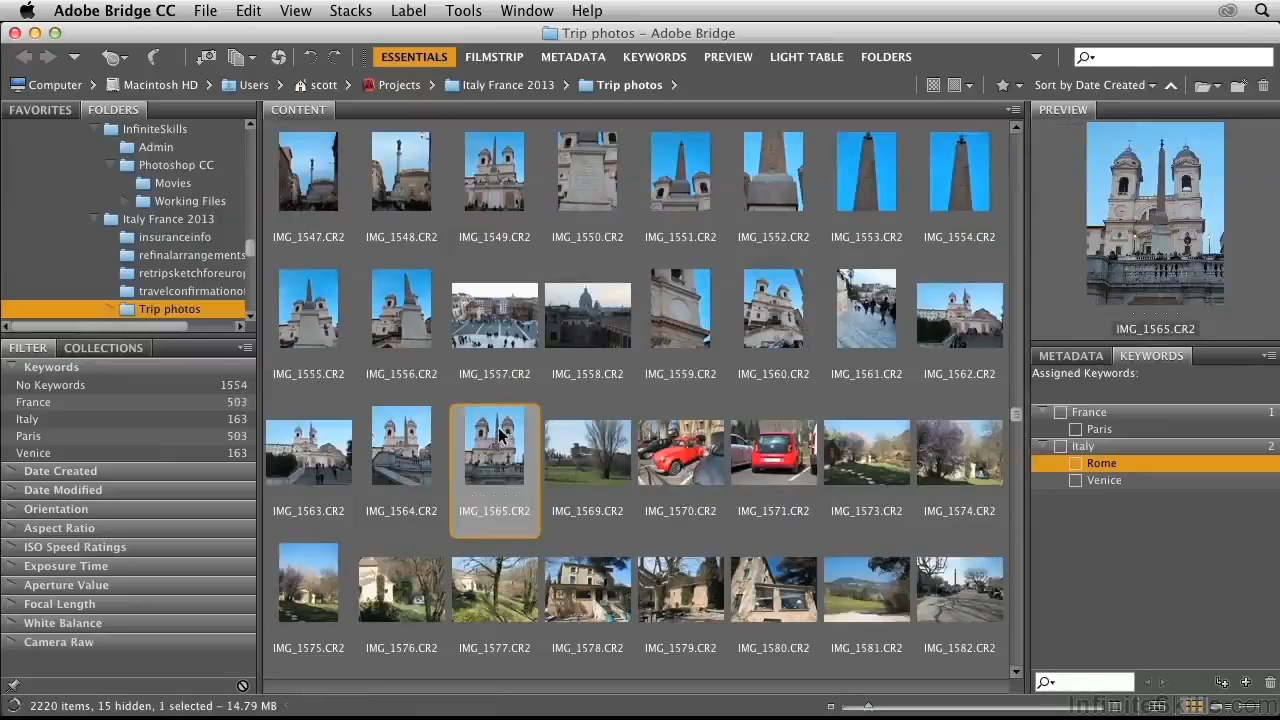 Adobe Bridge CC File Edit View Stacks Label Tools Window Help
Trip photos – Adobe Bridge
ESSENTIALS FILMSTRIP METADATA KEYWORDS PREVIEW LIGHT TABLE FOLDERS
Computer Macintosh HD Users scott Projects Italy France 2013 Trip photos Sort by Date Created
FAVORITES FOLDERS
InfiniteSkills
Admin
Photoshop CC
Movies
Working Files
Italy France 2013
insuranceinfo
refinalarrangements
retripsketchforeurop
travelconfirmationo
Trip photos
FILTER COLLECTIONS
Keywords
No Keywords 1554
France 503
Italy 163
Paris 503
Venice 163
Date Created
Date Modified
Orientation
Aspect Ratio
ISO Speed Ratings
Exposure Time
Aperture Value
Focal Length
White Balance
Camera Raw
CONTENT
IMG_1547.CR2 IMG_1548.CR2 IMG_1549.CR2 IMG_1550.CR2 IMG_1551.CR2 IMG_1552.CR2 IMG_1553.CR2 IMG_1554.CR2
IMG_1555.CR2 IMG_1556.CR2 IMG_1557.CR2 IMG_1558.CR2 IMG_1559.CR2 IMG_1560.CR2 IMG_1561.CR2 IMG_1562.CR2
IMG_1563.CR2 IMG_1564.CR2 IMG_1565.CR2 IMG_1569.CR2 IMG_1570.CR2 IMG_1571.CR2 IMG_1573.CR2 IMG_1574.CR2
IMG_1575.CR2 IMG_1576.CR2 IMG_1577.CR2 IMG_1578.CR2 IMG_1579.CR2 IMG_1580.CR2 IMG_1581.CR2 IMG_1582.CR2
PREVIEW
IMG_1565.CR2
METADATA KEYWORDS
Assigned Keywords:
France 1
Paris
Italy 2
Rome
Venice
2220 items, 15 hidden, 1 selected – 14.79 MB
InfiniteSkills.com